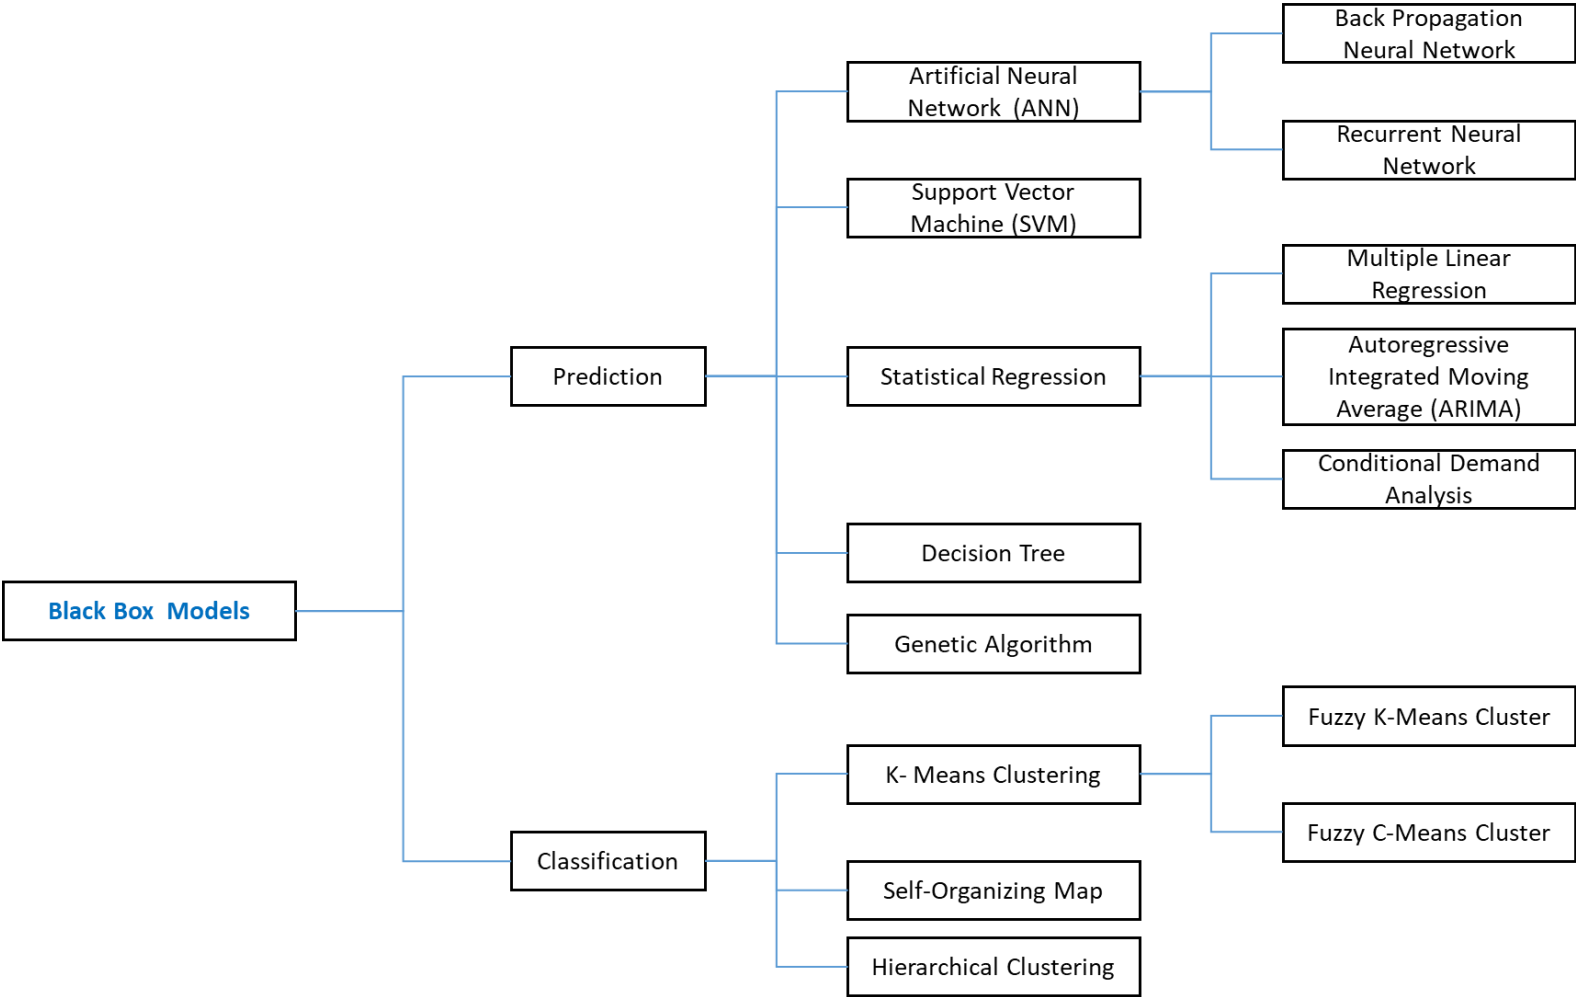 Back Propagation
Neural Network
Artificial Neural
Network (ANN)
Recurrent Neural
Network
Support Vector
Machine (SVM)
Multiple Linear
Regression
Autoregressive
Integrated Moving
Average (ARIMA)
Prediction
Statistical Regression
Conditional Demand
Analysis
Decision Tree
Black Box Models
Genetic Algorithm
Fuzzy K-Means Cluster
K- Means Clustering
Fuzzy C-Means Cluster
Classification
Self-Organizing Map
Hierarchical Clustering